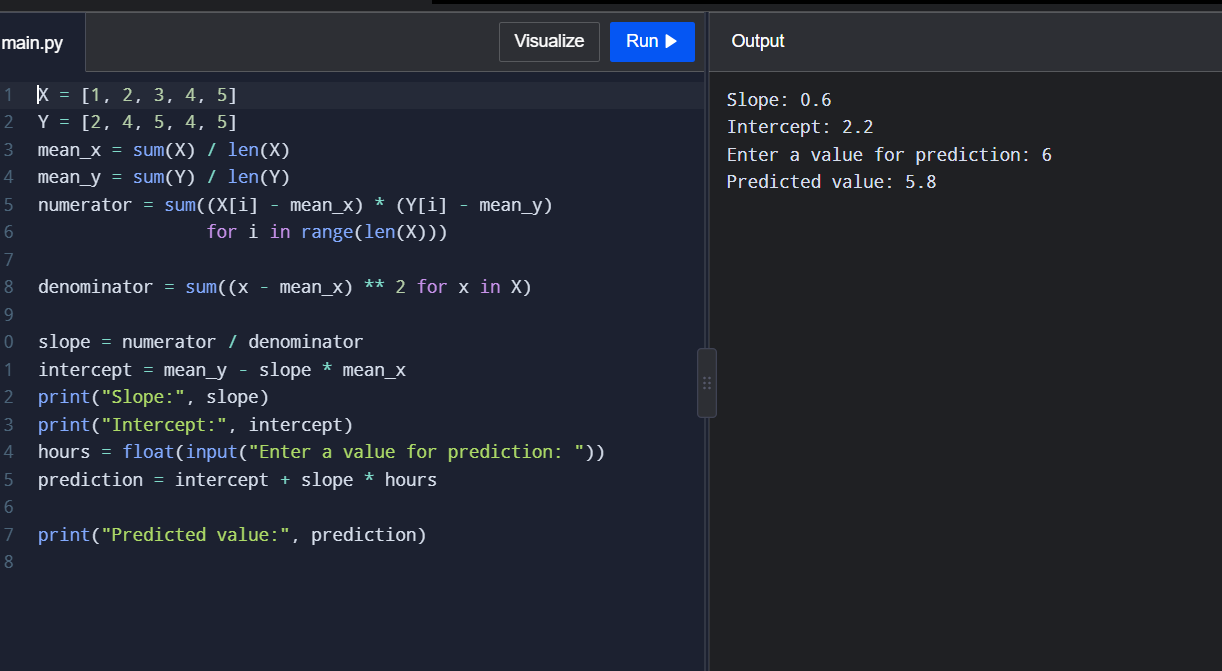 main.py
Visualize
Run
Output
1 X = [1, 2, 3, 4, 5]
2 Y = [2, 4, 5, 4, 5]
3 mean_x = sum(X) / len(X)
4 mean_y = sum(Y) / len(Y)
5 numerator = sum((X[i] - mean_x) * (Y[i] - mean_y)
6                 for i in range(len(X)))
7
8 denominator = sum((x - mean_x) ** 2 for x in X)
9
0 slope = numerator / denominator
1 intercept = mean_y - slope * mean_x
2 print("Slope:", slope)
3 print("Intercept:", intercept)
4 hours = float(input("Enter a value for prediction: "))
5 prediction = intercept + slope * hours
6
7 print("Predicted value:", prediction)
8
Slope: 0.6
Intercept: 2.2
Enter a value for prediction: 6
Predicted value: 5.8